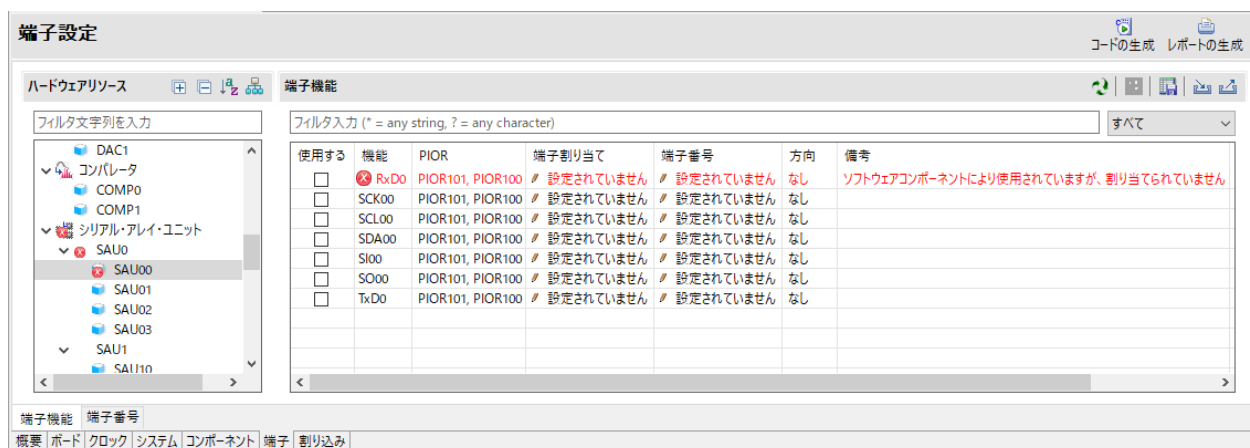 端子設定
コードの生成 レポートの生成
ハードウェアリソース
端子機能
フィルタ文字列を入力
フィルタ入力 (* = any string, ? = any character)
すべて
DAC1
コンパレータ
COMP0
COMP1
シリアル・アレイ・ユニット
SAU0
SAU00
SAU01
SAU02
SAU03
SAU1
SAU10
使用する 機能 PIOR 端子割り当て 端子番号 方向 備考
RxD0 PIOR101, PIOR100 設定されていません 設定されていません なし ソフトウェアコンポーネントにより使用されていますが、割り当てられていません
SCK00 PIOR101, PIOR100 設定されていません 設定されていません なし
SCL00 PIOR101, PIOR100 設定されていません 設定されていません なし
SDA00 PIOR101, PIOR100 設定されていません 設定されていません なし
SI00 PIOR101, PIOR100 設定されていません 設定されていません なし
SO00 PIOR101, PIOR100 設定されていません 設定されていません なし
TxD0 PIOR101, PIOR100 設定されていません 設定されていません なし
端子機能 端子番号
概要 ボード クロック システム コンポーネント 端子 割り込み